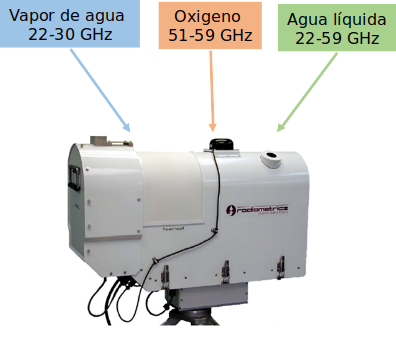 Vapor de agua
22-30 GHz
Oxigeno
51-59 GHz
Agua líquida
22-59 GHz
radiometrics